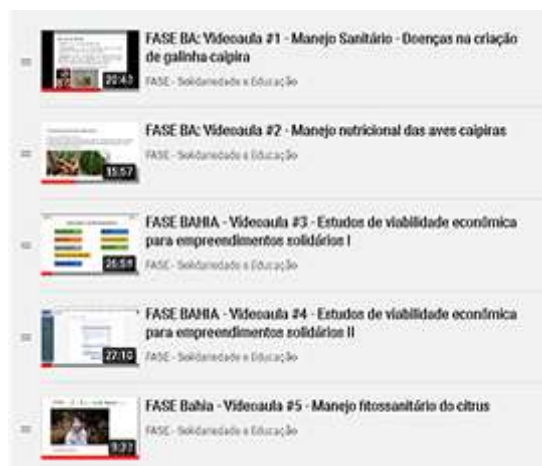 FASE BA: Videoaula #1 - Manejo Sanitário - Doenças na criação
de galinha caipira
FASE - Solidariedade e Educação
20:43
FASE BA: Videoaula #2 - Manejo nutricional das aves caipiras
FASE - Solidariedade e Educação
15:57
FASE BAHIA - Videoaula #3 - Estudos de viabilidade econômica
para empreendimentos solidários I
FASE - Solidariedade e Educação
FASE BAHIA - Videoaula #4 - Estudos de viabilidade econômica
para empreendimentos solidários II
FASE - Solidariedade e Educação
27:10
FASE Bahia - Videoaula #5 - Manejo fitossanitário do citrus
FASE - Solidariedade e Educação